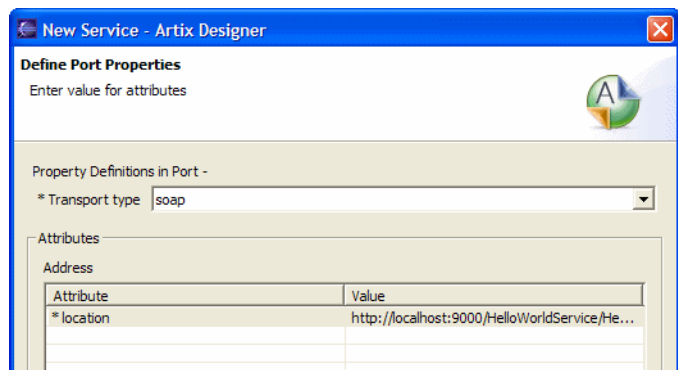 New Service - Artix Designer
Define Port Properties
Enter value for attributes
A
Property Definitions in Port -
* Transport type soap
Attributes
Address
Attribute Value
* location http://localhost:9000/HelloWorldService/He...